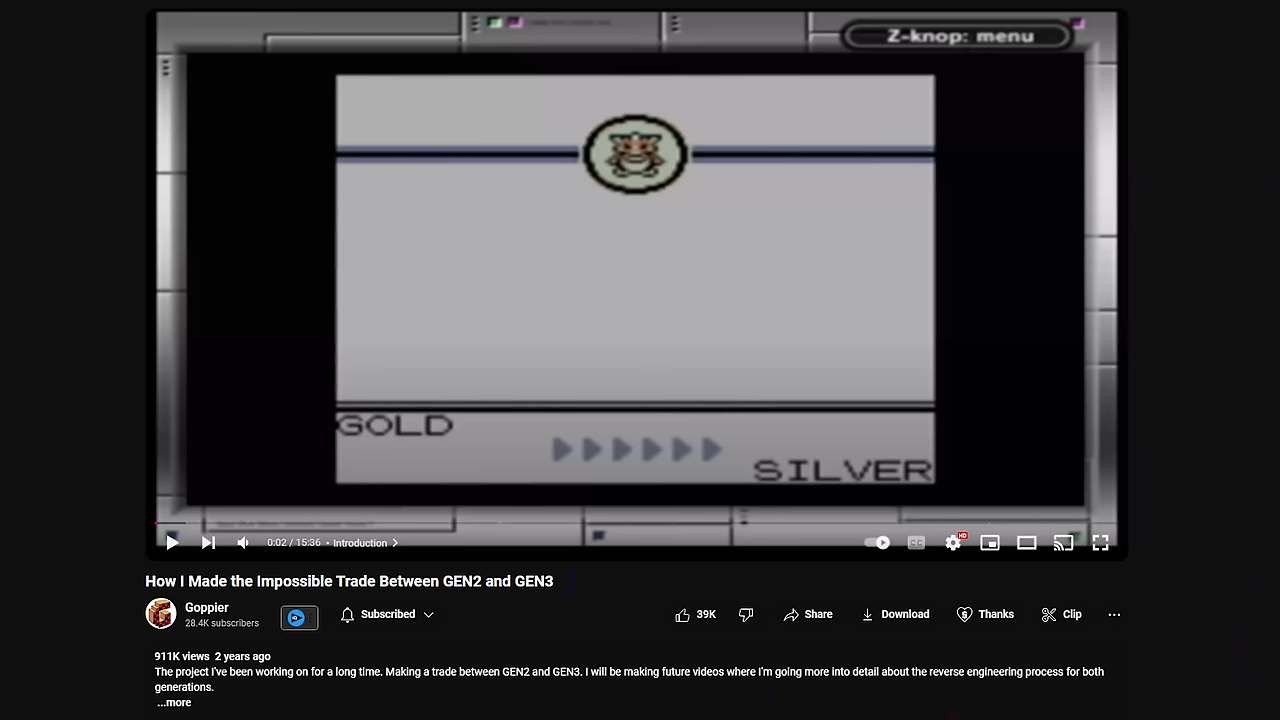 Z-knop: menu
GOLD
SILVER
0:02 / 15:36 • Introduction
CC
HD
How I Made the Impossible Trade Between GEN2 and GEN3
Goppier
28.4K subscribers
Subscribed
39K
Share
Download
Thanks
Clip
911K views 2 years ago
The project I've been working on for a long time. Making a trade between GEN2 and GEN3. I will be making future videos where I'm going more into detail about the reverse engineering process for both
generations.
...more